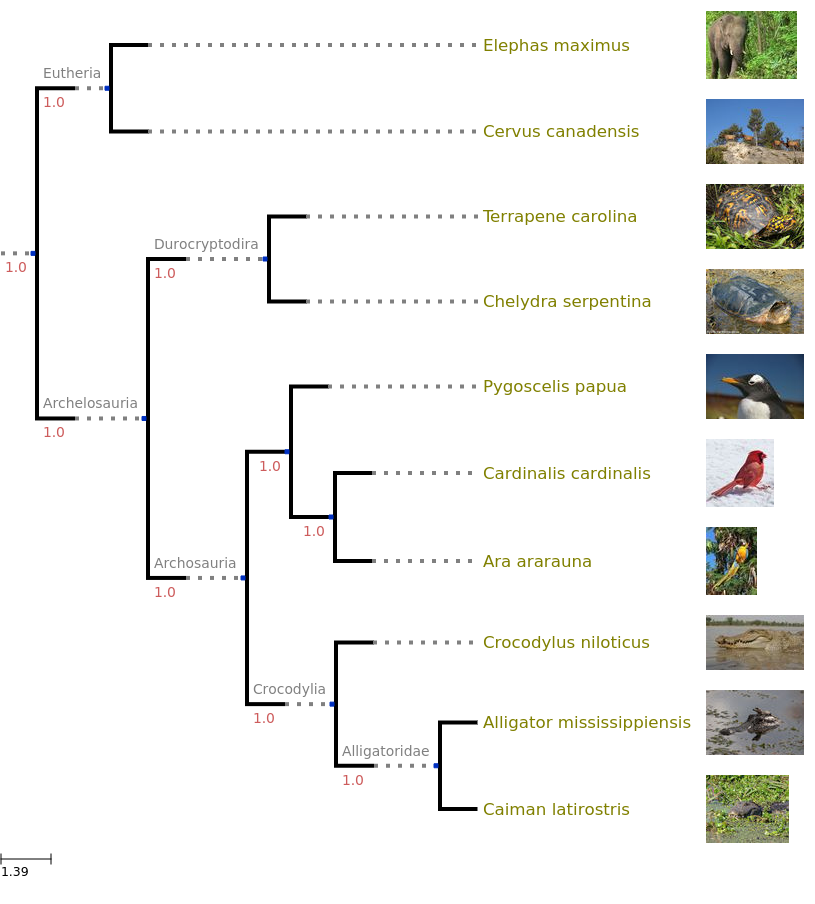 Elephas maximus
Eutheria
1.0
Cervus canadensis
Terrapene carolina
Durocryptodira
1.0
1.0
Chelydra serpentina
Pygoscelis papua
Archelosauria
1.0
1.0
Cardinalis cardinalis
1.0
Archosauria
Ara ararauna
1.0
Crocodylus niloticus
Crocodylia
1.0
Alligator mississippiensis
Alligatoridae
1.0
Caiman latirostris
1.39